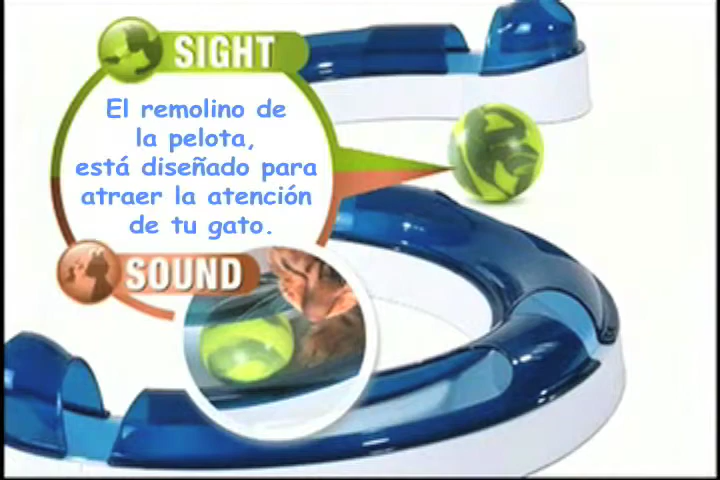 SIGHT
El remolino de
la pelota,
está diseñado para
atraer la atención
de tu gato.
SOUND